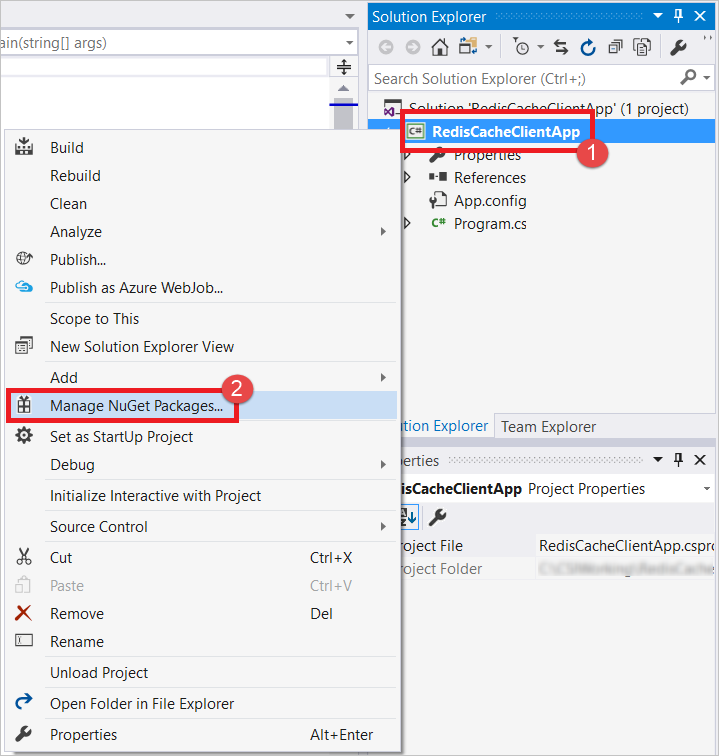 ain(string[] args)
Solution Explorer
Search Solution Explorer (Ctrl+;)
Solution 'RedisCacheClientApp' (1 project)
C# RedisCacheClientApp
1
Properties
References
App.config
C# Program.cs
Build
Rebuild
Clean
Analyze
Publish...
Publish as Azure WebJob...
Scope to This
New Solution Explorer View
Add
2
Manage NuGet Packages...
Set as StartUp Project
Debug
Initialize Interactive with Project
Source Control
Cut Ctrl+X
Paste Ctrl+V
Remove Del
Rename
Unload Project
Open Folder in File Explorer
Properties Alt+Enter
ution Explorer Team Explorer
erties
isCacheClientApp Project Properties
roject File RedisCacheClientApp.cspro
roject Folder